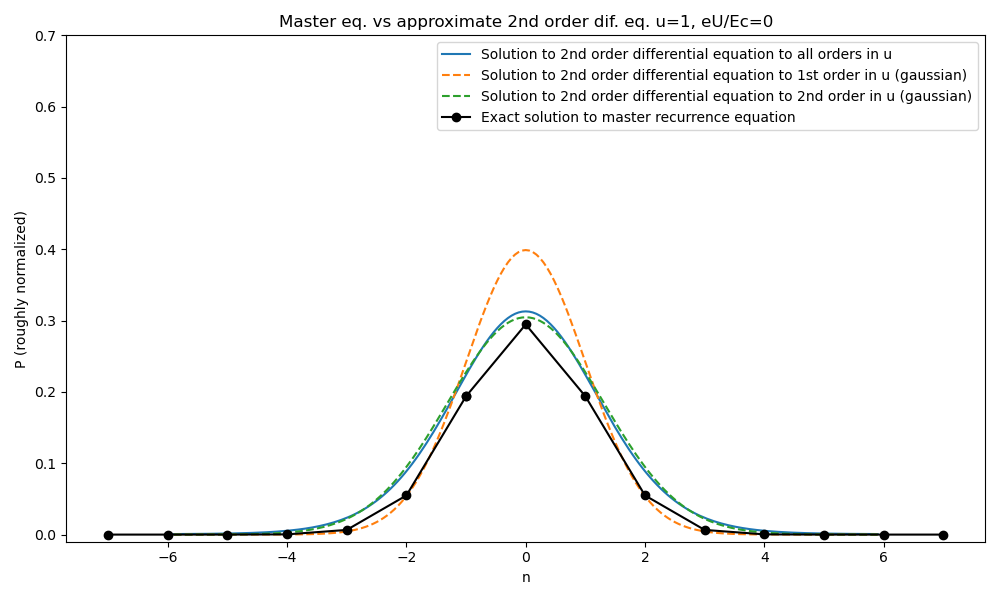 Master eq. vs approximate 2nd order dif. eq. u=1, eU/Ec=0
Solution to 2nd order differential equation to all orders in u
Solution to 2nd order differential equation to 1st order in u (gaussian)
Solution to 2nd order differential equation to 2nd order in u (gaussian)
Exact solution to master recurrence equation
P (roughly normalized)
0.7
0.6
0.5
0.4
0.3
0.2
0.1
0.0
−6 −4 −2 0 2 4 6
n